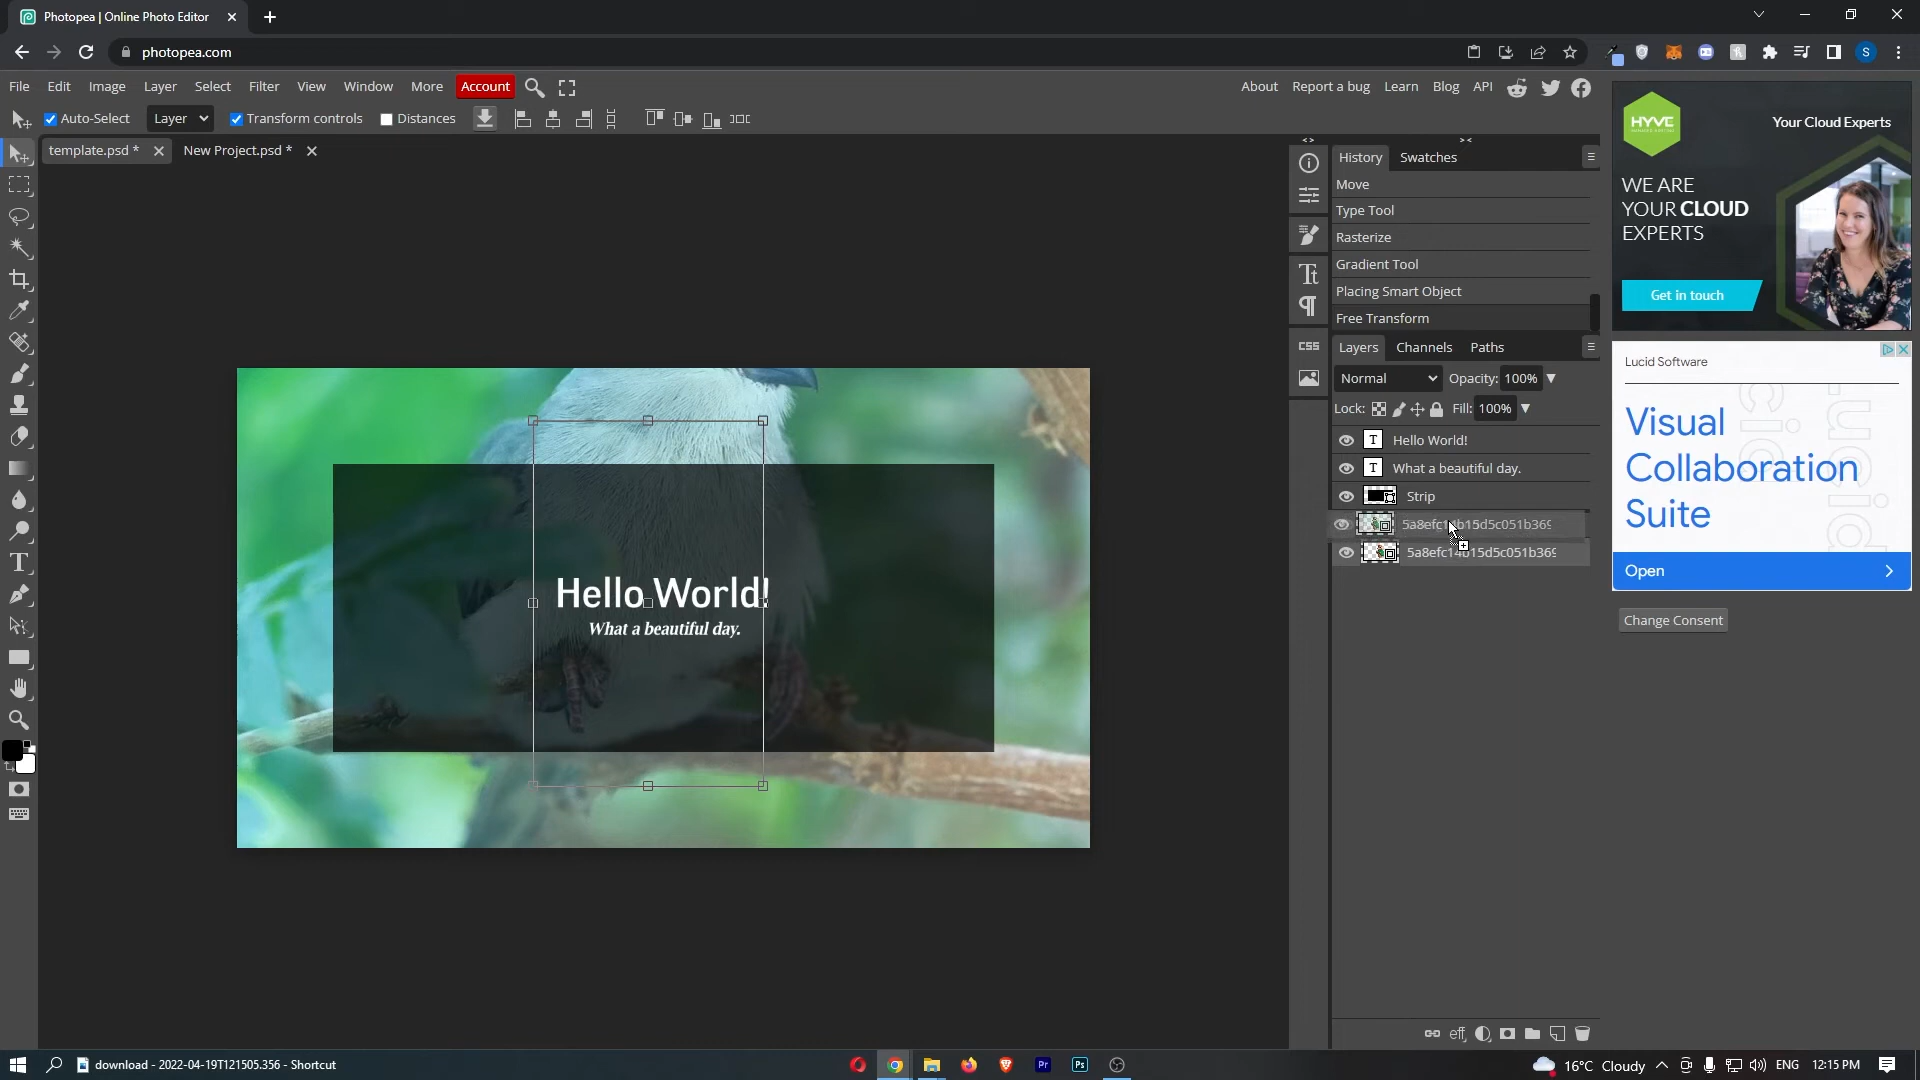 Photopea | Online Photo Editor
photopea.com
S
File Edit Image Layer Select Filter View Window More Account
About Report a bug Learn Blog API
Auto-Select Layer Transform controls Distances
template.psd * New Project.psd *
History Swatches
Move
Type Tool
Rasterize
Gradient Tool
Placing Smart Object
Free Transform
CSS
Layers Channels Paths
Normal Opacity: 100%
Lock: Fill: 100%
T Hello World!
T What a beautiful day.
Strip
5a8efc14b15d5c051b369
5a8efc14b15d5c051b369
eff
Hello World!
What a beautiful day.
HYVE
Your Cloud Experts
WE ARE
YOUR CLOUD
EXPERTS
Get in touch
Lucid Software
Visual
Collaboration
Suite
Open
Change Consent
download - 2022-04-19T121505.356 - Shortcut
Pr
Ps
16°C Cloudy
ENG 12:15 PM